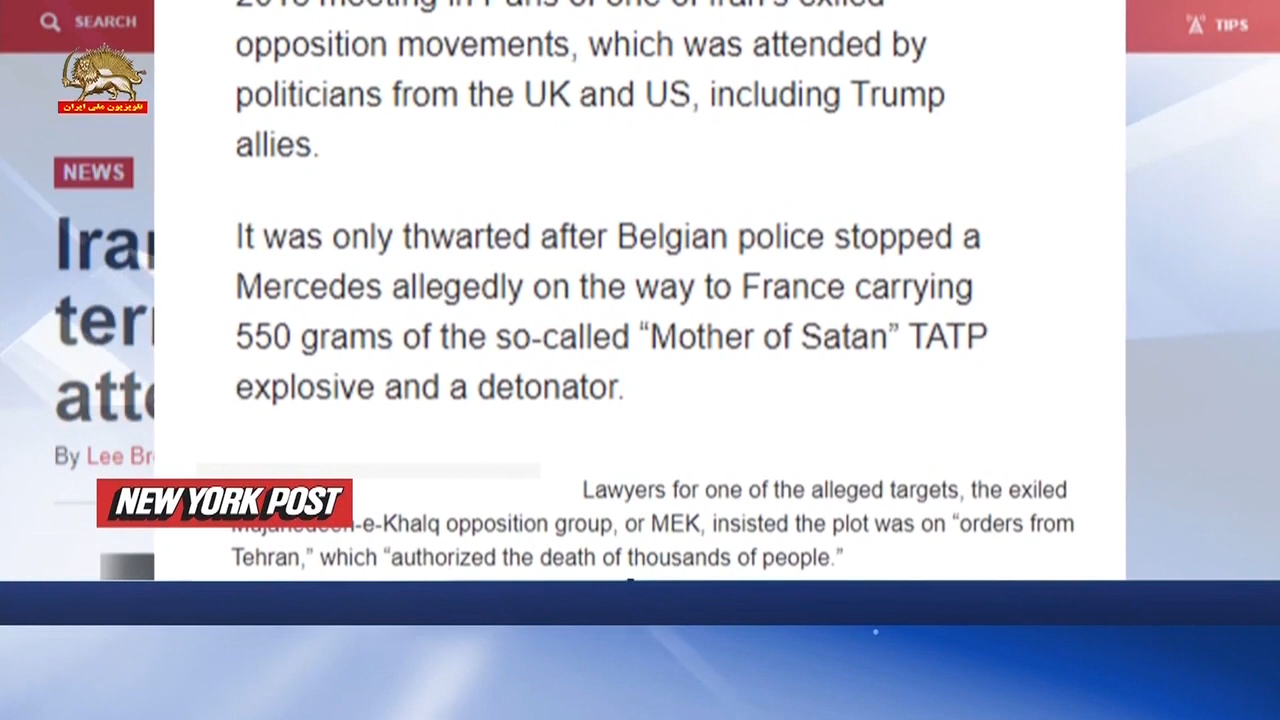 SEARCH
TIPS
تلویزیون ملی ایران
NEWS
By Lee
opposition movements, which was attended by
politicians from the UK and US, including Trump
allies.
It was only thwarted after Belgian police stopped a
Mercedes allegedly on the way to France carrying
550 grams of the so-called “Mother of Satan” TATP
explosive and a detonator.
NEW YORK POST
Lawyers for one of the alleged targets, the exiled
-e-Khalq opposition group, or MEK, insisted the plot was on “orders from
Tehran,” which “authorized the death of thousands of people.”